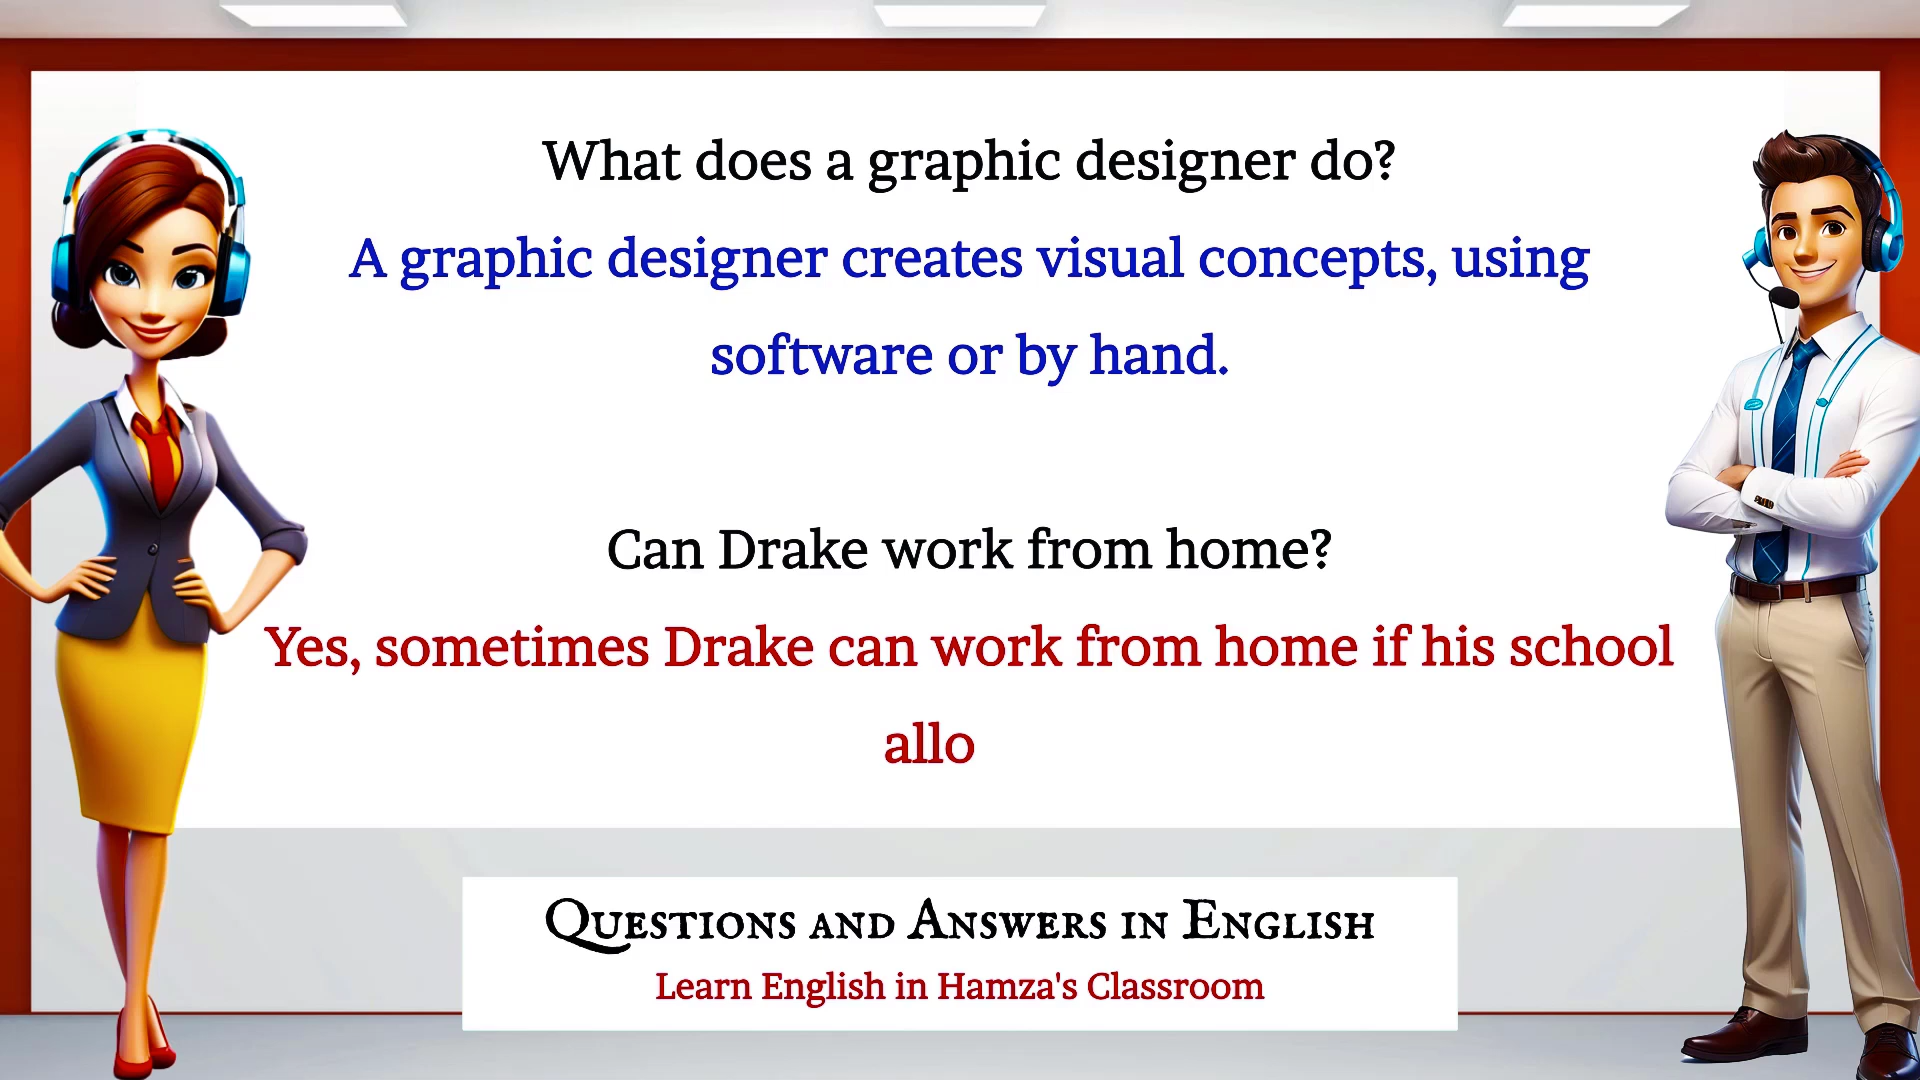 What does a graphic designer do?
A graphic designer creates visual concepts, using
software or by hand.
Can Drake work from home?
Yes, sometimes Drake can work from home if his school
allo
Questions and Answers in English
Learn English in Hamza's Classroom